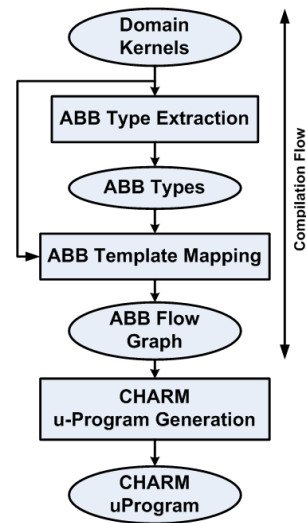 Domain
Kernels
ABB Type Extraction
ABB Types
ABB Template Mapping
ABB Flow
Graph
CHARM
u-Program Generation
CHARM
uProgram
Compilation Flow